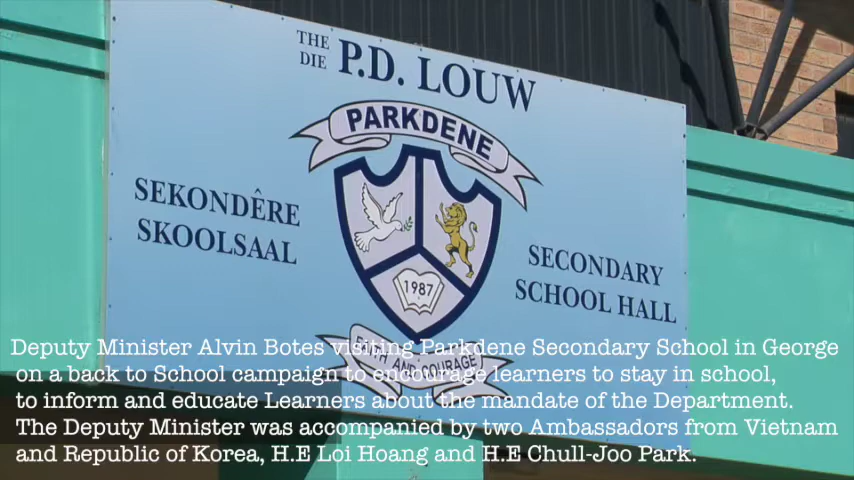 THE
DIE
P.D. LOUW
PARKDENE
SEKONDÊRE
SKOOLSAAL
SECONDARY
SCHOOL HALL
1987
FAITH AND COURAGE
Deputy Minister Alvin Botes visiting Parkdene Secondary School in George
on a back to School campaign to encourage learners to stay in school,
to inform and educate Learners about the mandate of the Department.
The Deputy Minister was accompanied by two Ambassadors from Vietnam
and Republic of Korea, H.E Loi Hoang and H.E Chull-Joo Park.